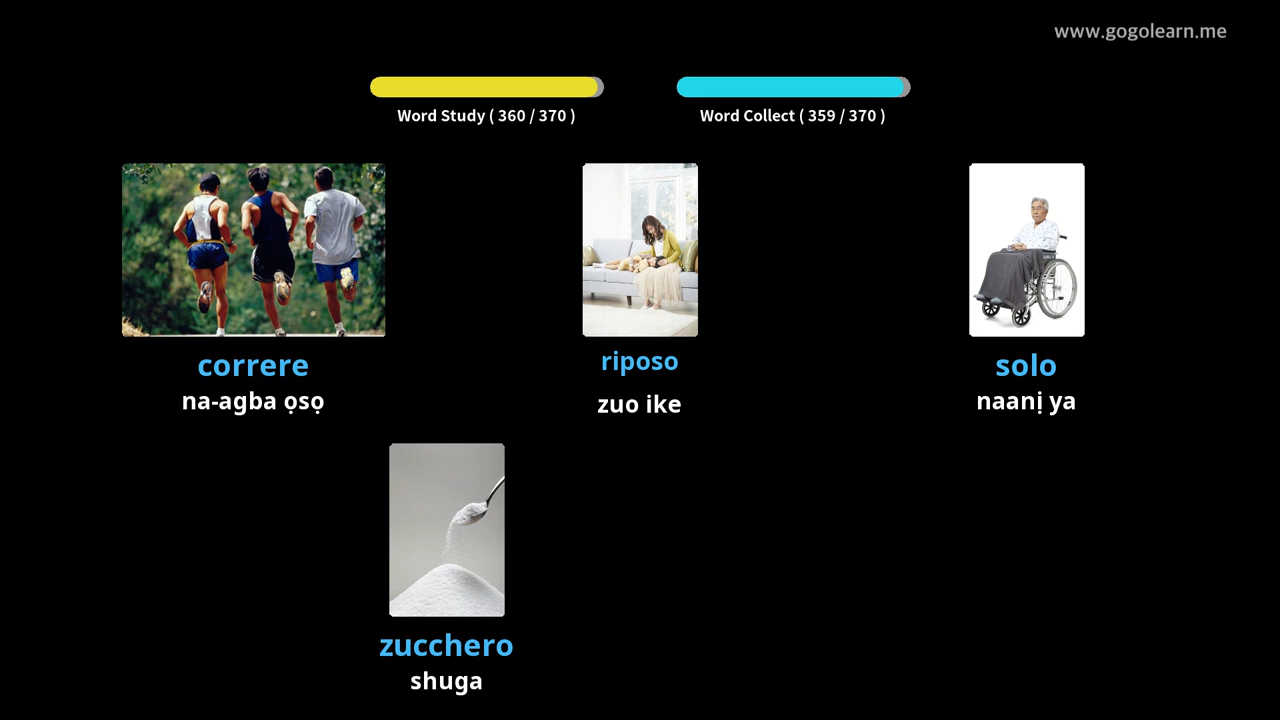 www.gogolearn.me
Word Study ( 360 / 370 )
Word Collect ( 359 / 370 )
correre
na-agba ọsọ
riposo
zuo ike
solo
naanị ya
zucchero
shuga